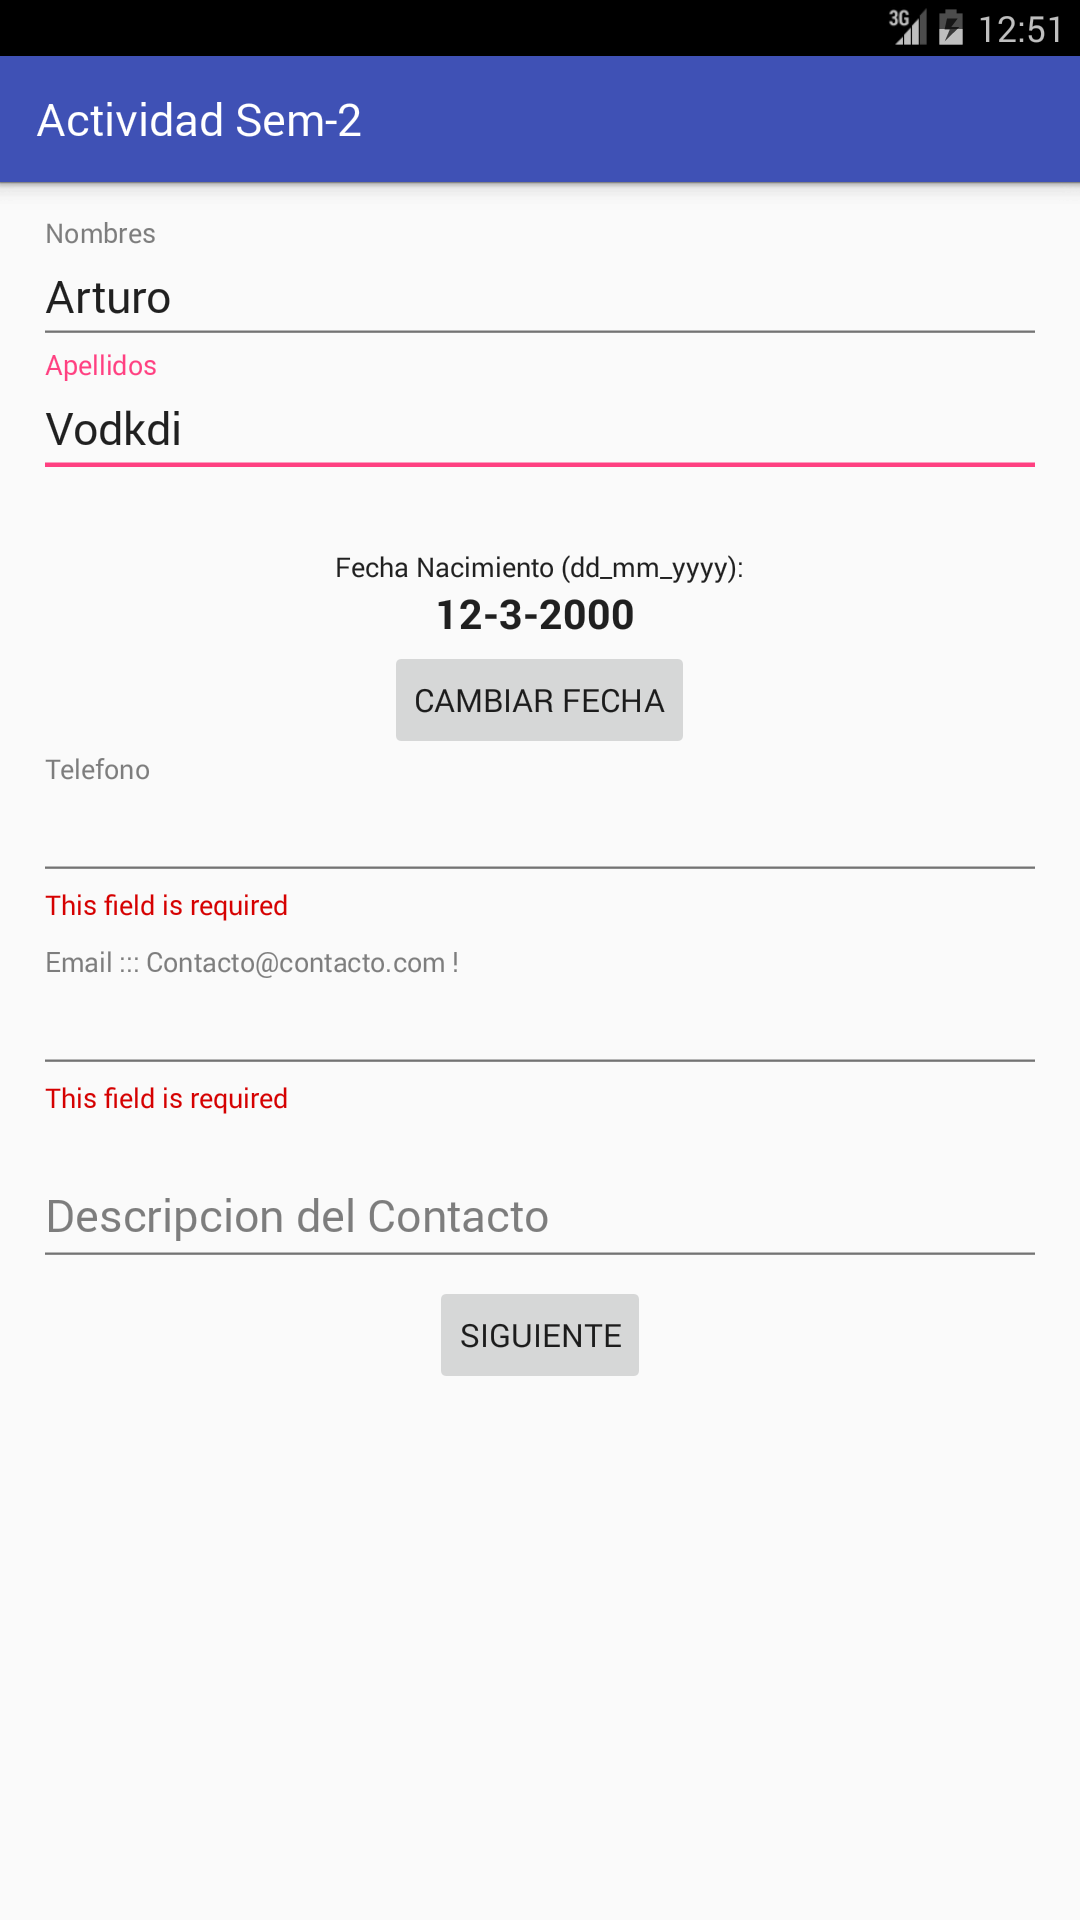 3G 12:51
Actividad Sem-2
Nombres
Arturo
Apellidos
Vodkdi
Fecha Nacimiento (dd_mm_yyyy):
12-3-2000
CAMBIAR FECHA
Telefono
This field is required
Email ::: Contacto@contacto.com !
This field is required
Descripcion del Contacto
SIGUIENTE